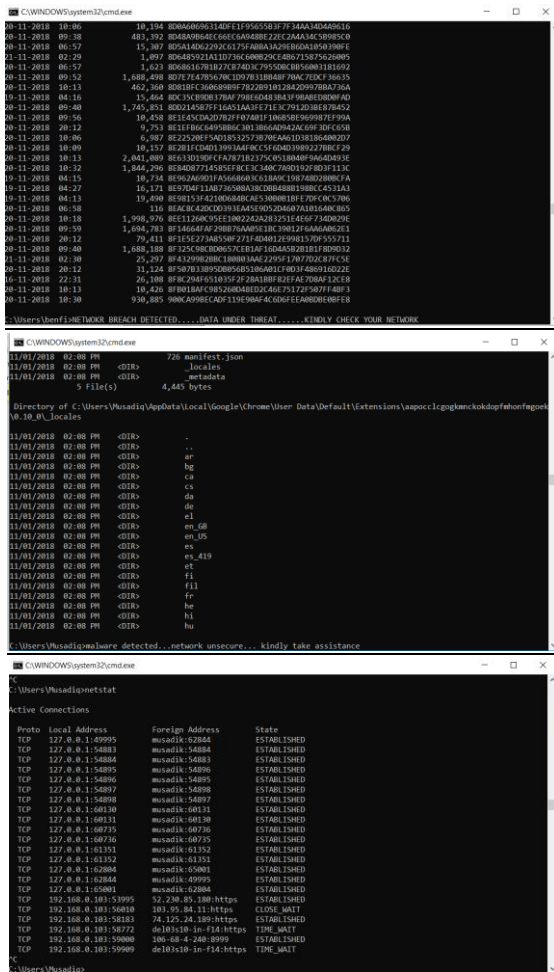 C:\WINDOWS\system32\cmd.exe
20-11-2018 10:06 10,194 8D0A60696314DFE1F95655B3F7F34AA34D4A9616
20-11-2018 09:38 483,392 8D48A9B64EC66EC6A948BE22EC2A4A34C5B985C0
20-11-2018 06:57 15,307 8D5A14D62292C6175FABBA3A29EB6DA1050390FE
21-11-2018 02:29 1,097 8D6485921A11D736C600B29CE4B6715875626005
20-11-2018 06:57 1,623 8D6B6167B1B27CB74D3C7955DBCBB56003181692
20-11-2018 09:52 1,688,498 8D7E7E47B5670C1D97B31BB48F70AC7EDCF36635
20-11-2018 10:13 462,360 8D81BFC360689B9F7822B91012842D997BBA736A
19-11-2018 04:16 15,464 8DC35CB9DB37BAF798E6D483B43F9BABED8D0FAD
20-11-2018 09:40 1,745,851 8DD2145B7FF16A51AA3FE71E3C7912D3BE87B452
20-11-2018 09:56 10,458 8E1E45CDA2D7B2FF07401F106B5BE969987EF99A
20-11-2018 20:12 9,753 8E1EFB6C6495BB6C3013B66AD942AC69F3DFC65B
20-11-2018 10:06 6,987 8E22520EF5AD18532573B70EAA61D381864002D7
20-11-2018 10:09 10,157 8E2B1FCD4D13993A4F0CC5F6D4D3989227BBCF29
20-11-2018 10:13 2,041,089 8E633D19DFCFA7871B2375C0518040F9A64D493E
20-11-2018 10:32 1,844,296 8E84D87714585EF8CE3C340C7A9D192F8D3F113C
19-11-2018 04:15 10,734 8E962A69D1FA5668603C618A9C198748D280BCFA
19-11-2018 04:27 16,171 8E97D4F11AB736508A38CDBB488B198BCC4531A3
19-11-2018 04:13 19,490 8E98153F4210D684BCAE530B0B1BFE7DFC0C5706
20-11-2018 06:58 116 8EAC8C42DCDD393EA45E9D52D4607A101640C865
20-11-2018 10:18 1,998,976 8EE11260C95EE1002242A283251E4E6F734D029E
20-11-2018 09:59 1,694,783 8F14664FAF29BB76AA05E1BC39012F6AA6A062E1
20-11-2018 20:12 79,411 8F1E5E273A8550F271F4D4012E998157DF555711
20-11-2018 09:40 1,688,188 8F325C98CBD06657CEB1AF16D4A5B2B1B1F8D9D32
21-11-2018 02:30 25,297 8F43299B2BBC180803AAE2295F17077D2C87FC5E
20-11-2018 20:12 31,124 8F507B33B95DB05B5106A01CF0D3F486916D22E
16-11-2018 22:31 26,108 8F8C294F651035F2F28A1BBF82EFAE7D8AF12CE8
20-11-2018 10:13 10,426 8FB018AFC985260D48ED2C46E75172F507FF4BF3
20-11-2018 10:30 930,885 900CA99BECADF119E90AF4C6D6FEEA0BDBE0BFE8
C:\Users\benfi>NETWOKR BREACH DETECTED.....DATA UNDER THREAT......KINDLY CHECK YOUR NETWORK
C:\WINDOWS\system32\cmd.exe
11/01/2018 02:08 PM 726 manifest.json
11/01/2018 02:08 PM <DIR> _locales
11/01/2018 02:08 PM <DIR> _metadata
5 File(s) 4,445 bytes
Directory of C:\Users\Musadiq\AppData\Local\Google\Chrome\User Data\Default\Extensions\aapocclcgogkmnckokdopfmhonfmgoek
\0.10_0\_locales
11/01/2018 02:08 PM <DIR> .
11/01/2018 02:08 PM <DIR> ..
11/01/2018 02:08 PM <DIR> ar
11/01/2018 02:08 PM <DIR> bg
11/01/2018 02:08 PM <DIR> ca
11/01/2018 02:08 PM <DIR> cs
11/01/2018 02:08 PM <DIR> da
11/01/2018 02:08 PM <DIR> de
11/01/2018 02:08 PM <DIR> el
11/01/2018 02:08 PM <DIR> en_GB
11/01/2018 02:08 PM <DIR> en_US
11/01/2018 02:08 PM <DIR> es
11/01/2018 02:08 PM <DIR> es_419
11/01/2018 02:08 PM <DIR> et
11/01/2018 02:08 PM <DIR> fi
11/01/2018 02:08 PM <DIR> fil
11/01/2018 02:08 PM <DIR> fr
11/01/2018 02:08 PM <DIR> he
11/01/2018 02:08 PM <DIR> hi
11/01/2018 02:08 PM <DIR> hu
C:\Users\Musadiq>malware detected...network unsecure... kindly take assistance
C:\WINDOWS\system32\cmd.exe
^C
C:\Users\Musadiq>netstat
Active Connections
Proto Local Address Foreign Address State
TCP 127.0.0.1:49995 musadik:62844 ESTABLISHED
TCP 127.0.0.1:54883 musadik:54884 ESTABLISHED
TCP 127.0.0.1:54884 musadik:54883 ESTABLISHED
TCP 127.0.0.1:54895 musadik:54896 ESTABLISHED
TCP 127.0.0.1:54896 musadik:54895 ESTABLISHED
TCP 127.0.0.1:54897 musadik:54898 ESTABLISHED
TCP 127.0.0.1:54898 musadik:54897 ESTABLISHED
TCP 127.0.0.1:60130 musadik:60131 ESTABLISHED
TCP 127.0.0.1:60131 musadik:60130 ESTABLISHED
TCP 127.0.0.1:60735 musadik:60736 ESTABLISHED
TCP 127.0.0.1:60736 musadik:60735 ESTABLISHED
TCP 127.0.0.1:61351 musadik:61352 ESTABLISHED
TCP 127.0.0.1:61352 musadik:61351 ESTABLISHED
TCP 127.0.0.1:62804 musadik:65001 ESTABLISHED
TCP 127.0.0.1:62844 musadik:49995 ESTABLISHED
TCP 127.0.0.1:65001 musadik:62804 ESTABLISHED
TCP 192.168.0.103:53995 52.230.85.180:https ESTABLISHED
TCP 192.168.0.103:56010 103.95.84.11:https CLOSE_WAIT
TCP 192.168.0.103:58183 74.125.24.189:https ESTABLISHED
TCP 192.168.0.103:58772 del03s10-in-f14:https TIME_WAIT
TCP 192.168.0.103:59000 106-68-4-240:8999 ESTABLISHED
TCP 192.168.0.103:59909 del03s10-in-f14:https TIME_WAIT
^C
C:\Users\Musadiq>